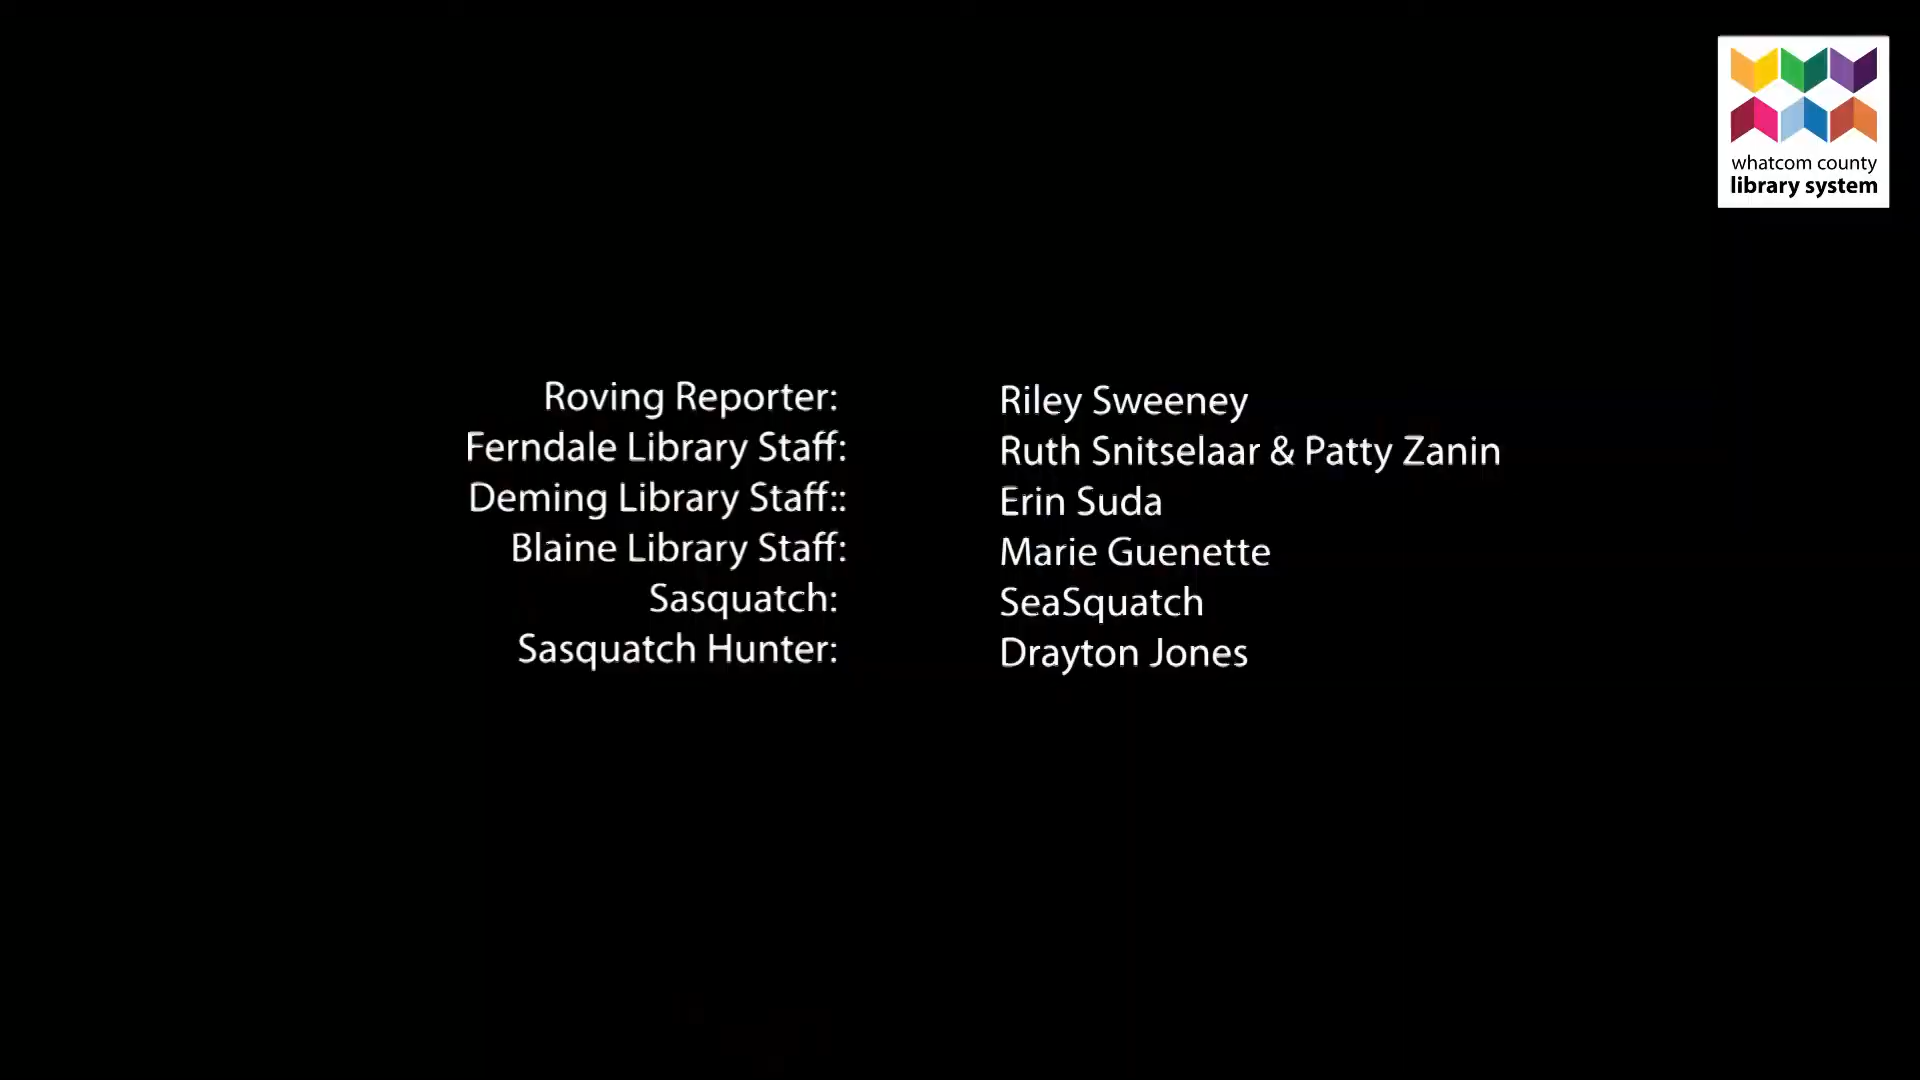 whatcom county
library system
Roving Reporter: Riley Sweeney
Ferndale Library Staff: Ruth Snitselaar & Patty Zanin
Deming Library Staff:: Erin Suda
Blaine Library Staff: Marie Guenette
Sasquatch: SeaSquatch
Sasquatch Hunter: Drayton Jones